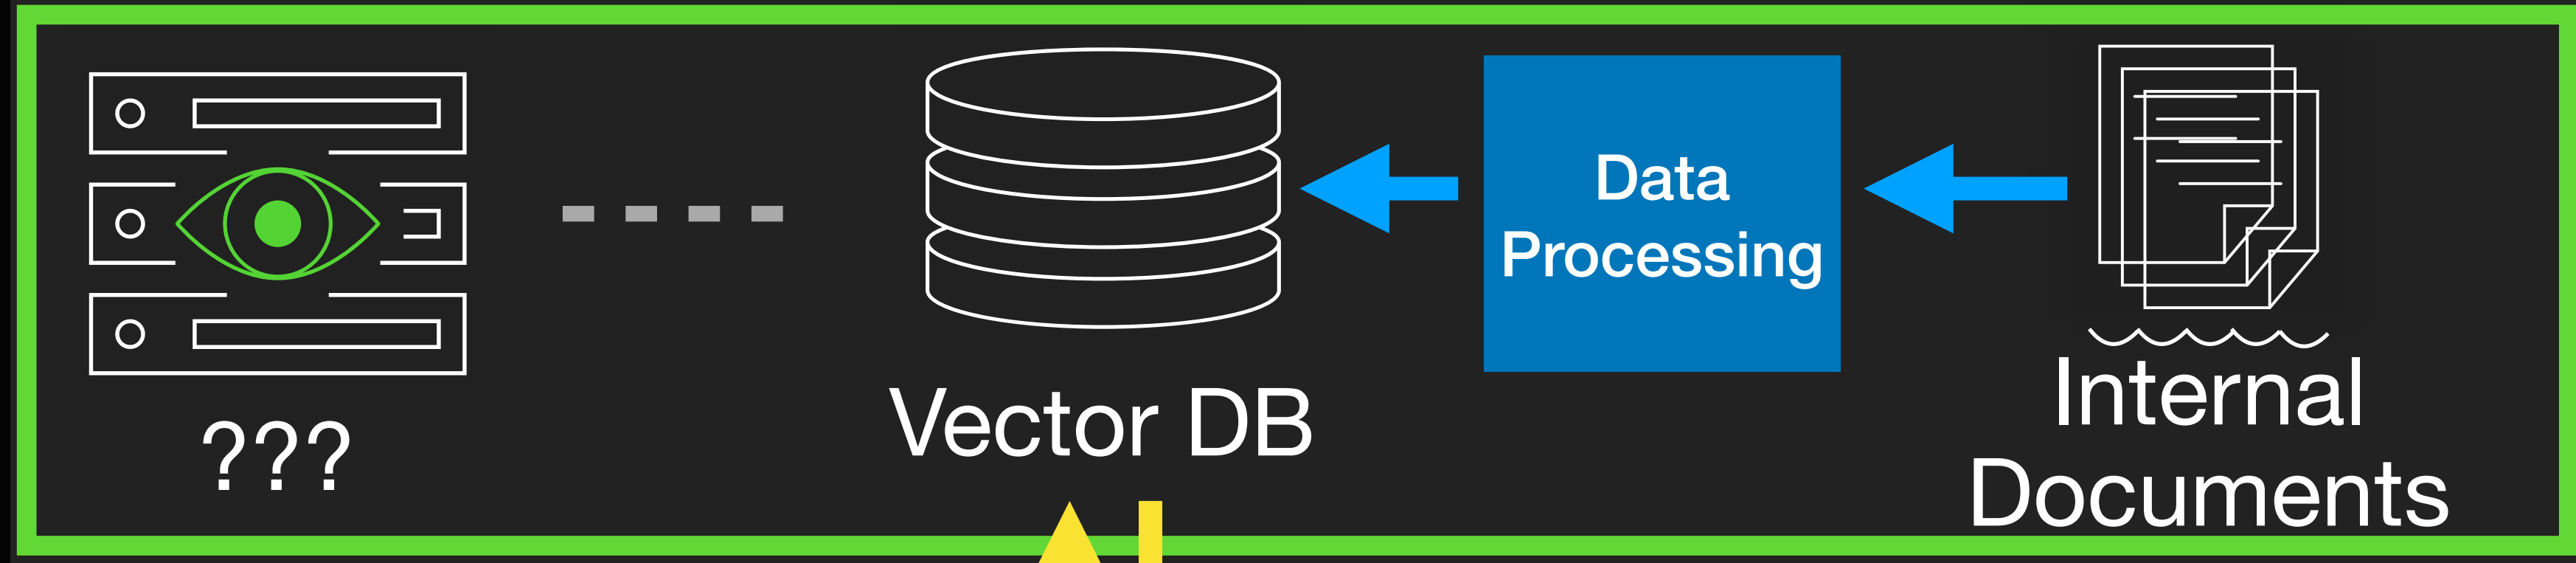 ???
Vector DB
Data
Processing
Internal
Documents